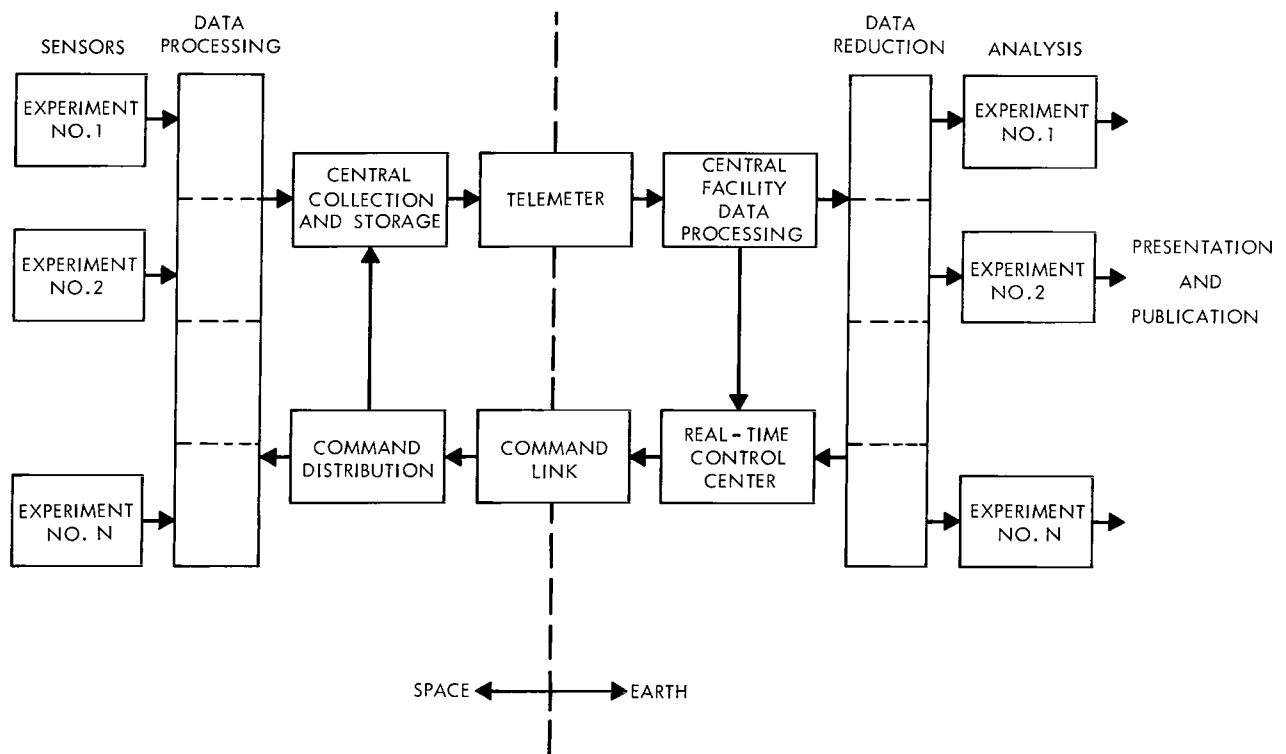 SENSORS
DATA
PROCESSING
DATA
REDUCTION
ANALYSIS
EXPERIMENT
NO.1
EXPERIMENT
NO.2
EXPERIMENT
NO. N
CENTRAL
COLLECTION
AND STORAGE
TELEMETER
CENTRAL
FACILITY
DATA
PROCESSING
COMMAND
DISTRIBUTION
COMMAND
LINK
REAL-TIME
CONTROL
CENTER
EXPERIMENT
NO.1
EXPERIMENT
NO.2
EXPERIMENT
NO. N
PRESENTATION
AND
PUBLICATION
SPACE
EARTH